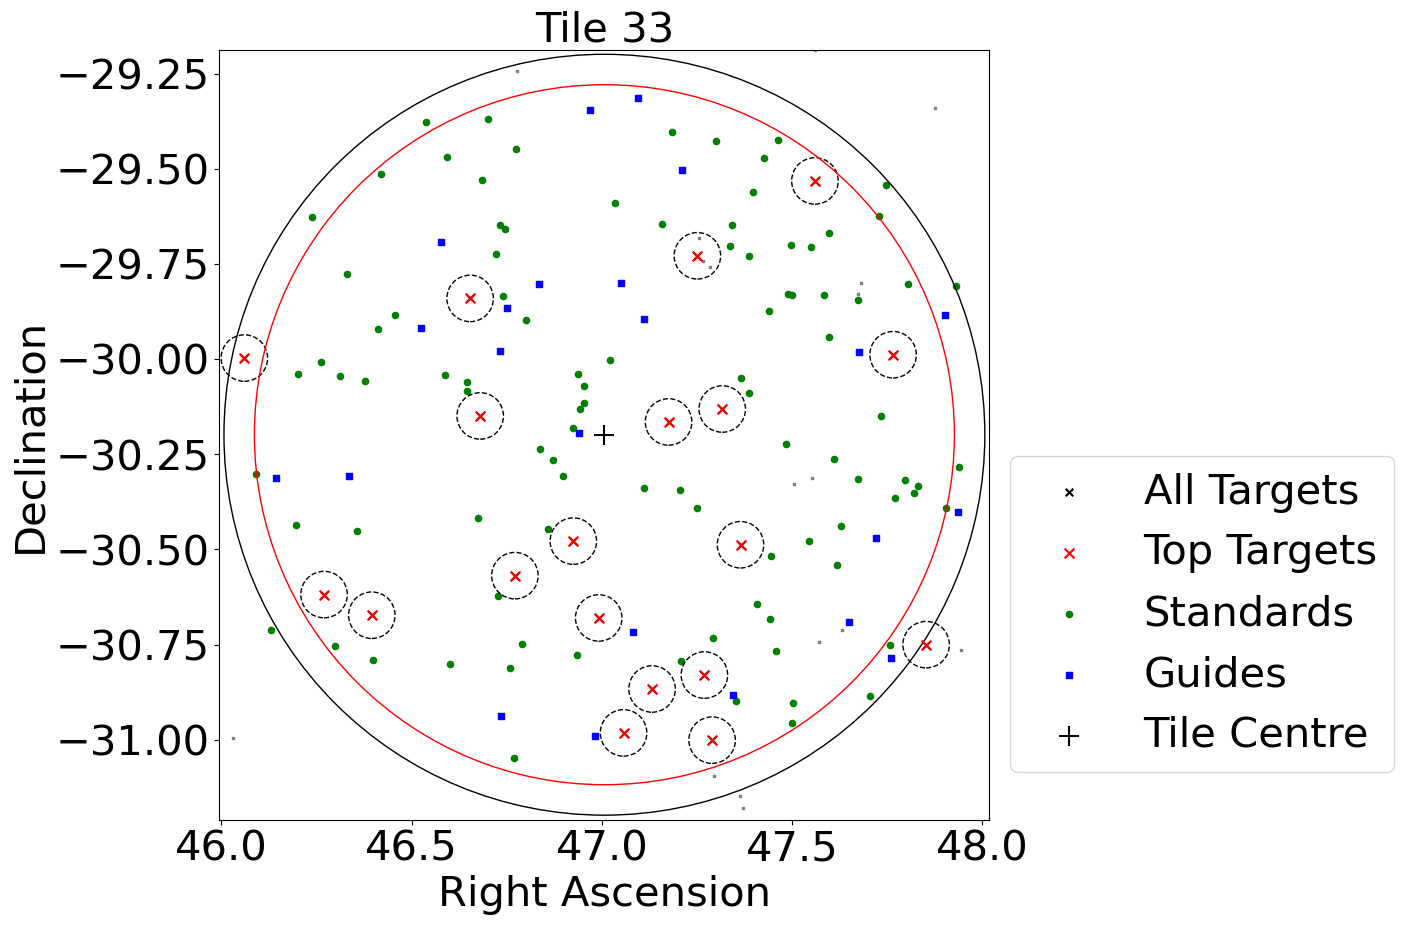 Tile 33
−29.25
−29.50
−29.75
−30.00
−30.25
−30.50
−30.75
−31.00
Declination
46.0 46.5 47.0 47.5 48.0
Right Ascension
All Targets
Top Targets
Standards
Guides
Tile Centre